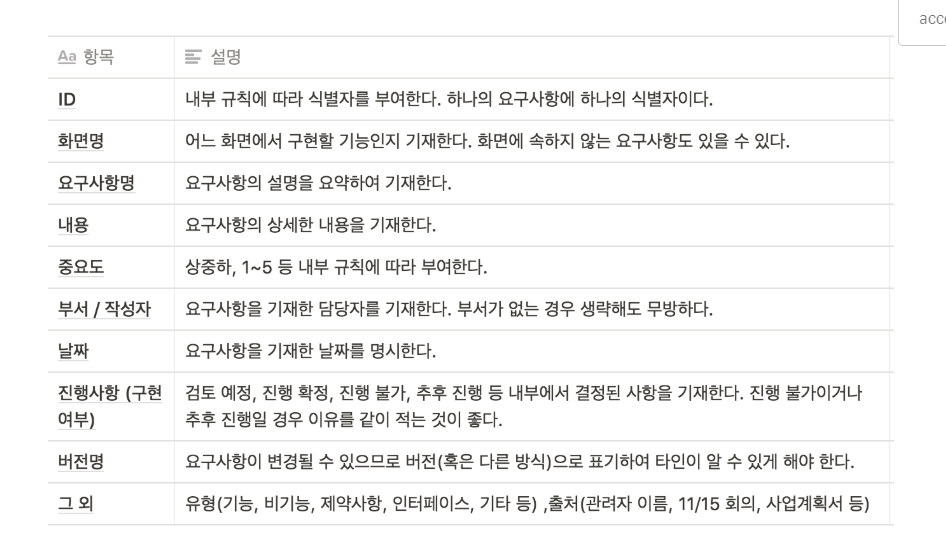 acc
Aa 항목 설명
ID 내부 규칙에 따라 식별자를 부여한다. 하나의 요구사항에 하나의 식별자이다.
화면명 어느 화면에서 구현할 기능인지 기재한다. 화면에 속하지 않는 요구사항도 있을 수 있다.
요구사항명 요구사항의 설명을 요약하여 기재한다.
내용 요구사항의 상세한 내용을 기재한다.
중요도 상중하, 1~5 등 내부 규칙에 따라 부여한다.
부서 / 작성자 요구사항을 기재한 담당자를 기재한다. 부서가 없는 경우 생략해도 무방하다.
날짜 요구사항을 기재한 날짜를 명시한다.
진행사항 (구현 여부) 검토 예정, 진행 확정, 진행 불가, 추후 진행 등 내부에서 결정된 사항을 기재한다. 진행 불가이거나
추후 진행일 경우 이유를 같이 적는 것이 좋다.
버전명 요구사항이 변경될 수 있으므로 버전(혹은 다른 방식)으로 표기하여 타인이 알 수 있게 해야 한다.
그 외 유형(기능, 비기능, 제약사항, 인터페이스, 기타 등) ,출처(관려자 이름, 11/15 회의, 사업계획서 등)